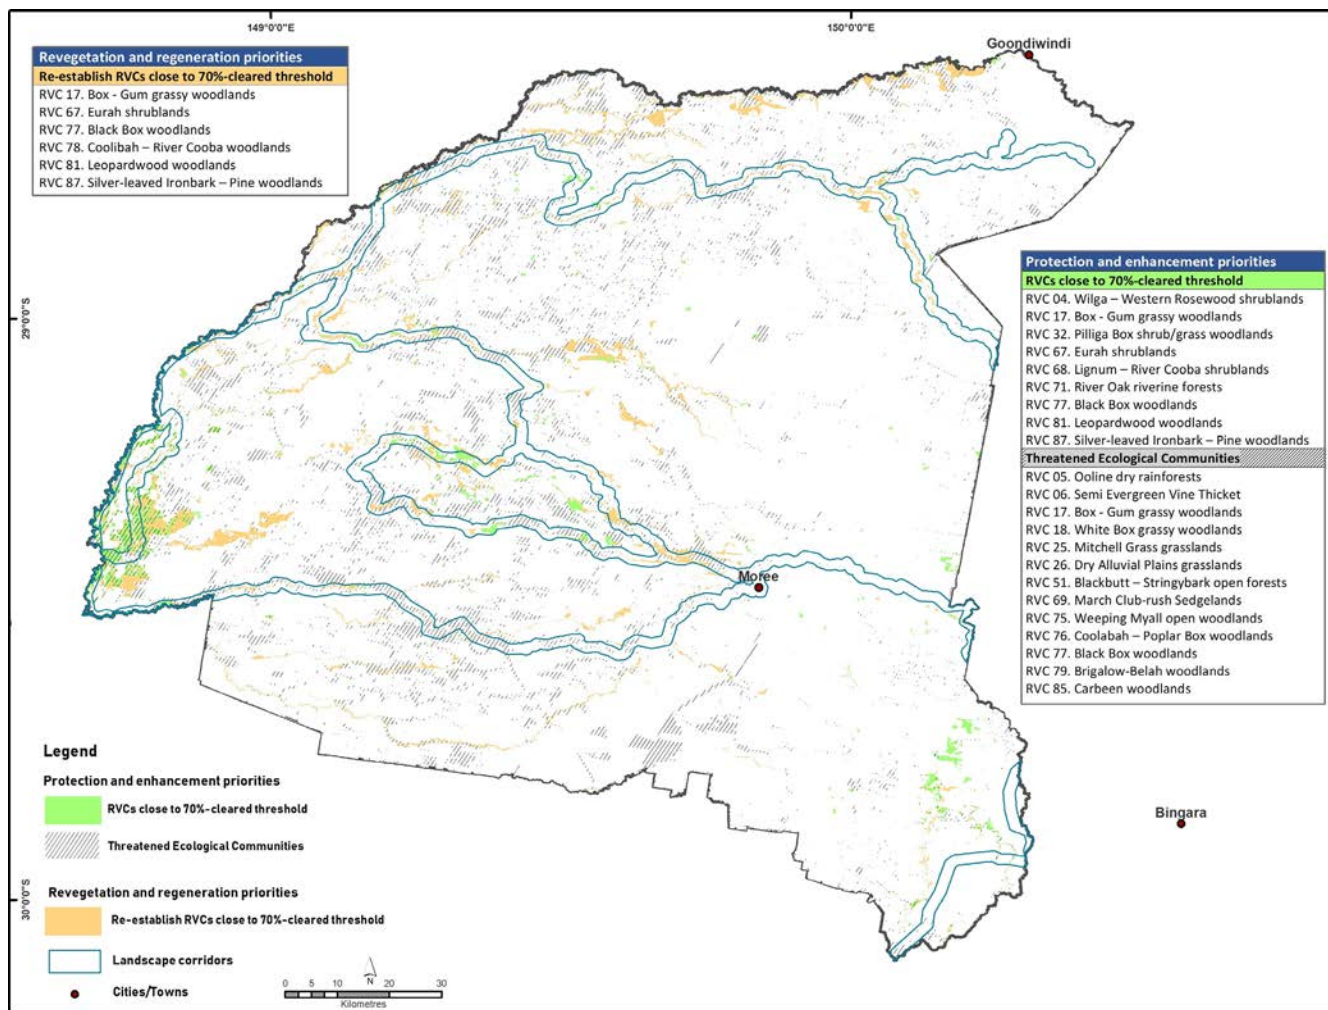 149°0'0"E
150°0'0"E
Goondiwindi
Revegetation and regeneration priorities
Re-establish RVCs close to 70%-cleared threshold
RVC 17. Box - Gum grassy woodlands
RVC 67. Eurah shrublands
RVC 77. Black Box woodlands
RVC 78. Coolibah – River Cooba woodlands
RVC 81. Leopardwood woodlands
RVC 87. Silver-leaved Ironbark – Pine woodlands
29°0'0"S
Protection and enhancement priorities
RVCs close to 70%-cleared threshold
RVC 04. Wilga – Western Rosewood shrublands
RVC 17. Box - Gum grassy woodlands
RVC 32. Pilliga Box shrub/grass woodlands
RVC 67. Eurah shrublands
RVC 68. Lignum – River Cooba shrublands
RVC 71. River Oak riverine forests
RVC 77. Black Box woodlands
RVC 81. Leopardwood woodlands
RVC 87. Silver-leaved Ironbark – Pine woodlands
Threatened Ecological Communities
RVC 05. Ooline dry rainforests
RVC 06. Semi Evergreen Vine Thicket
RVC 17. Box - Gum grassy woodlands
RVC 18. White Box grassy woodlands
RVC 25. Mitchell Grass grasslands
RVC 26. Dry Alluvial Plains grasslands
RVC 51. Blackbutt – Stringybark open forests
RVC 69. March Club-rush Sedgelands
RVC 75. Weeping Myall open woodlands
RVC 76. Coolabah – Poplar Box woodlands
RVC 77. Black Box woodlands
RVC 79. Brigalow-Belah woodlands
RVC 85. Carbeen woodlands
Moree
Bingara
30°0'0"S
Legend
Protection and enhancement priorities
RVCs close to 70%-cleared threshold
Threatened Ecological Communities
Revegetation and regeneration priorities
Re-establish RVCs close to 70%-cleared threshold
Landscape corridors
Cities/Towns
N
0 5 10 20 30
Kilometres